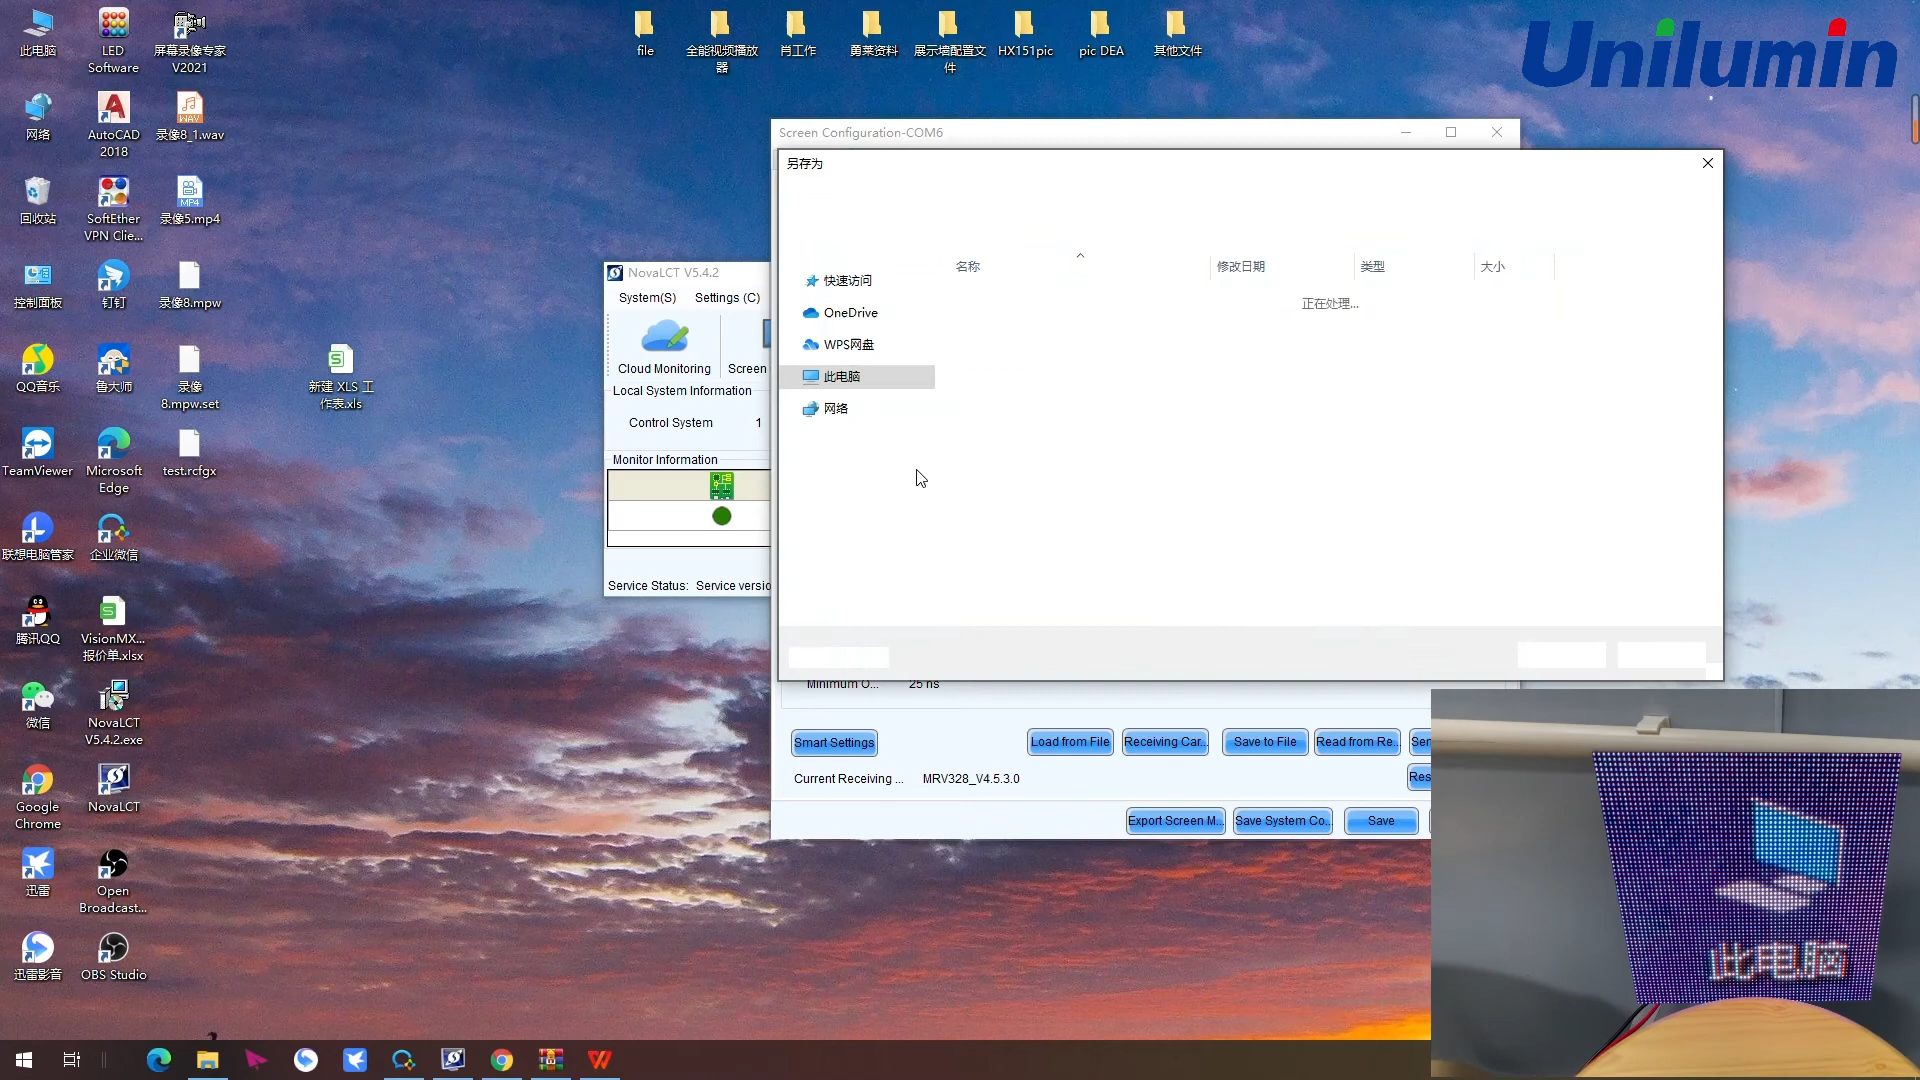 此电脑
LED
Software
屏幕录像专家
V2021
网络
AutoCAD
2018
录像8_1.wav
回收站
SoftEther
VPN Clie...
录像5.mp4
控制面板
钉钉
录像8.mpw
QQ音乐
鲁大师
录像
8.mpw.set
新建 XLS 工
作表.xls
TeamViewer
Microsoft
Edge
test.rcfgx
联想电脑管家
企业微信
腾讯QQ
VisionMX...
报价单.xlsx
微信
NovaLCT
V5.4.2.exe
Google
Chrome
NovaLCT
迅雷
Open
Broadcast...
迅雷影音
OBS Studio
file
全能视频播放
器
肖工作
勇莱资料
展示墙配置文
件
HX151pic
pic DEA
其他文件
Unilumin
NovaLCT V5.4.2
System(S)
Settings (C)
Cloud Monitoring
Screen
Local System Information
Control System
1
Monitor Information
Service Status:
Service versio
Screen Configuration-COM6
另存为
名称
修改日期
类型
大小
正在处理...
快速访问
OneDrive
WPS网盘
此电脑
网络
Minimum O...
25 ns
Smart Settings
Load from File
Receiving Car...
Save to File
Read from Re...
Sen
Current Receiving ...
MRV328_V4.5.3.0
Res
Export Screen M...
Save System Co...
Save
此电脑